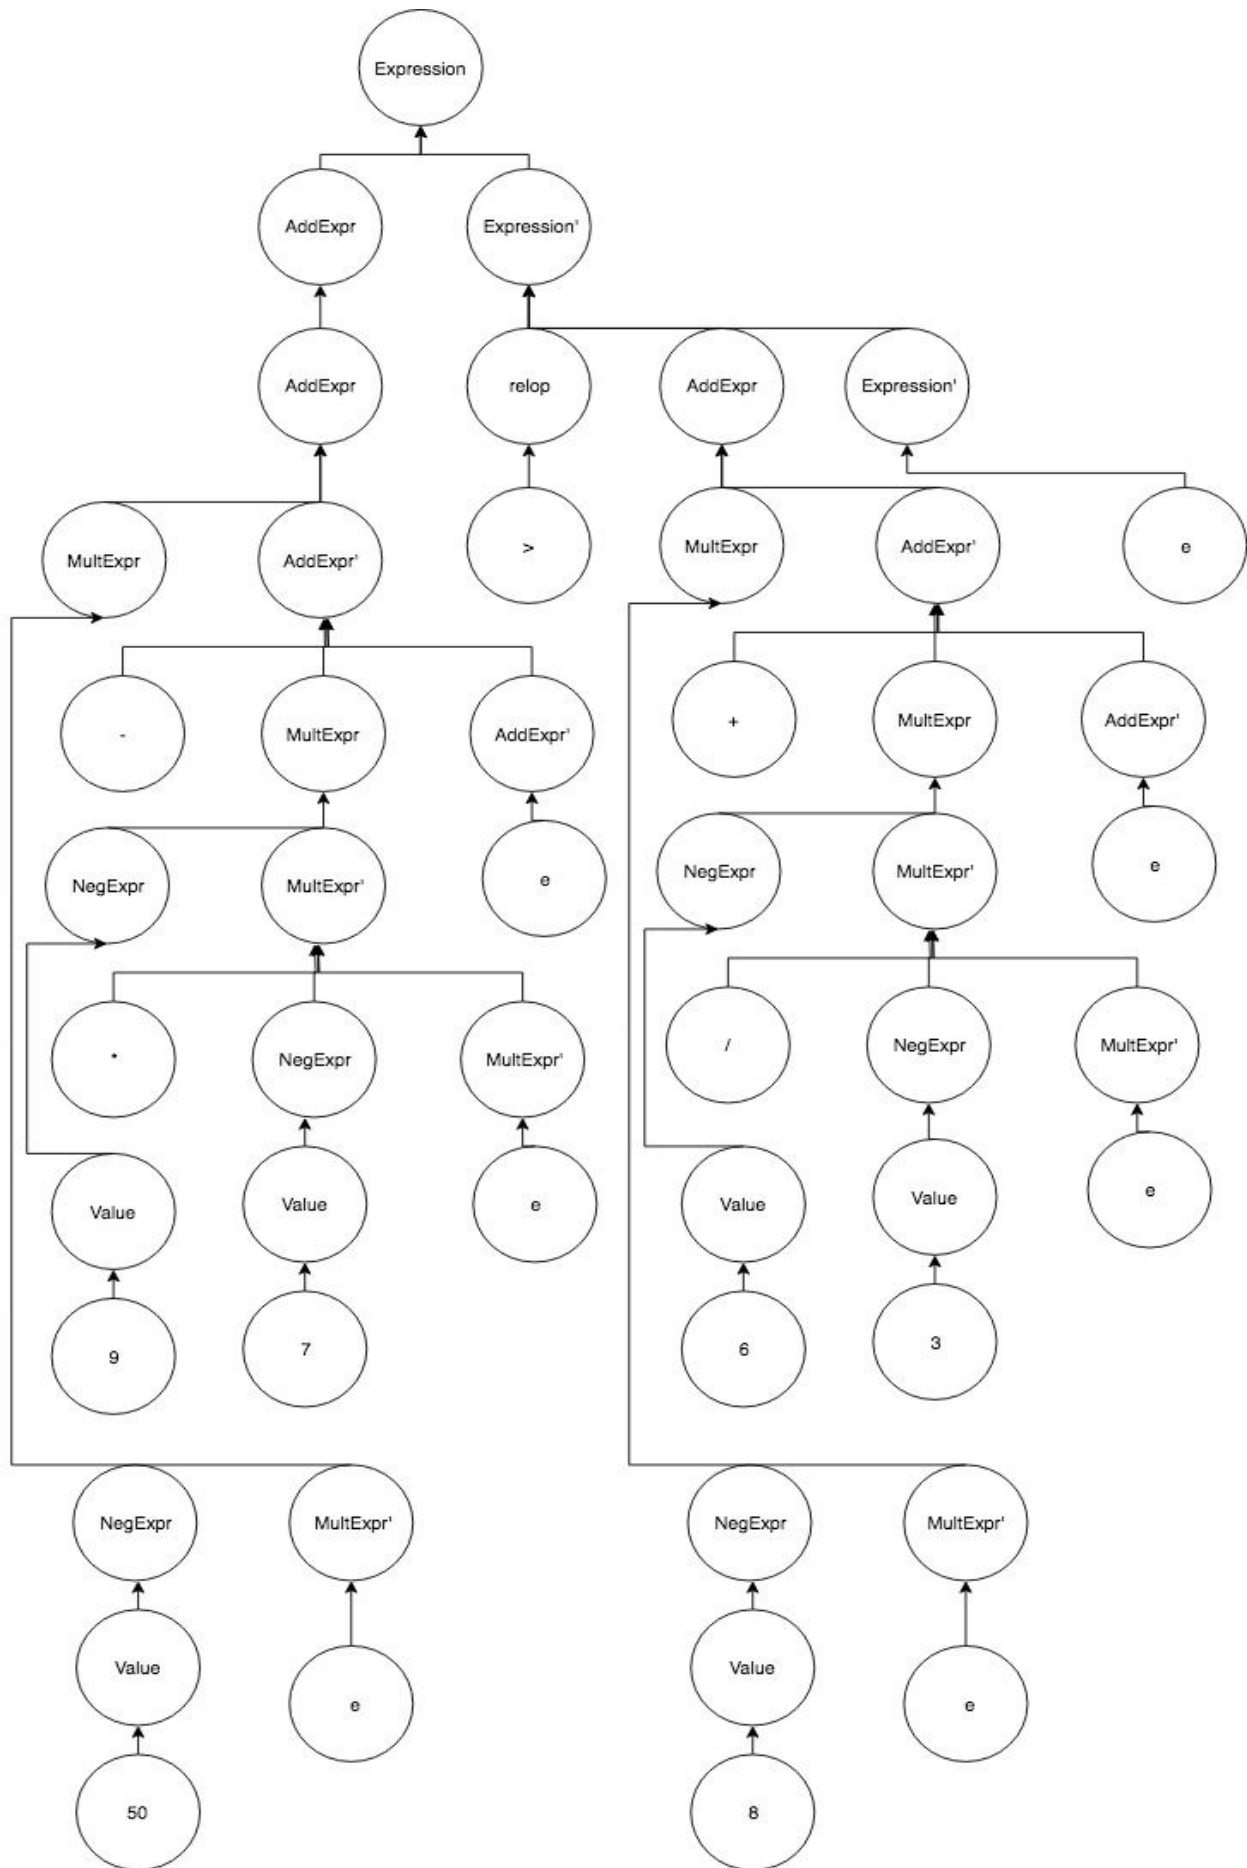 Expression
AddExpr Expression'
AddExpr relop AddExpr Expression'
MultExpr AddExpr' > MultExpr AddExpr' e
- MultExpr AddExpr' + MultExpr AddExpr'
NegExpr MultExpr' e NegExpr MultExpr' e
* NegExpr MultExpr' / NegExpr MultExpr'
Value Value e Value Value e
9 7 6 3
NegExpr MultExpr' NegExpr MultExpr'
Value e Value e
50 8